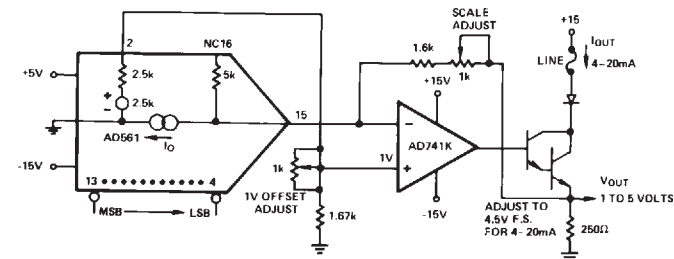 SCALE
ADJUST
+15
IOUT
4–20mA
LINE
2
NC16
1.6k
1k
+5V
2.5k
5k
+
–
2.5k
+15V
15
AD561
IO
–
AD741K
1V
+
1k
-15V
13
4
1V OFFSET
ADJUST
MSB
LSB
1.67k
-15V
ADJUST TO
4.5V F.S.
FOR 4–20mA
VOUT
1 TO 5 VOLTS
250Ω